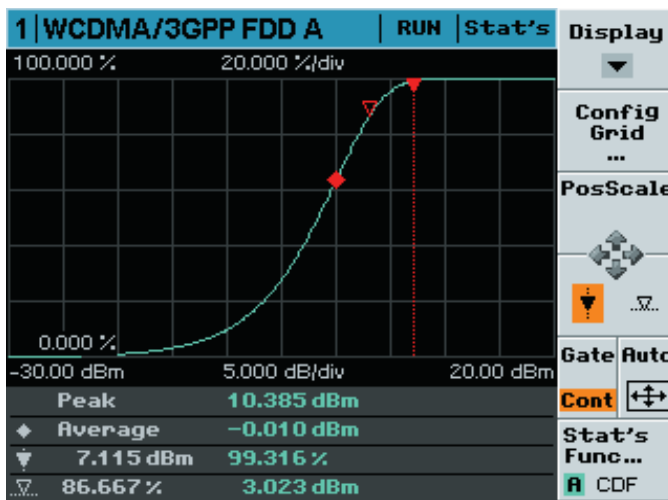 1 WCDMA/3GPP FDD A RUN Stat's
100.000 % 20.000 %/div
0.000 %
-30.00 dBm 5.000 dB/div 20.00 dBm
Peak 10.385 dBm
Average -0.010 dBm
7.115 dBm 99.316 %
86.667 % 3.023 dBm
Display
Config
Grid
...
PosScale
Gate Auto
Cont
Stat's
Func...
A CDF